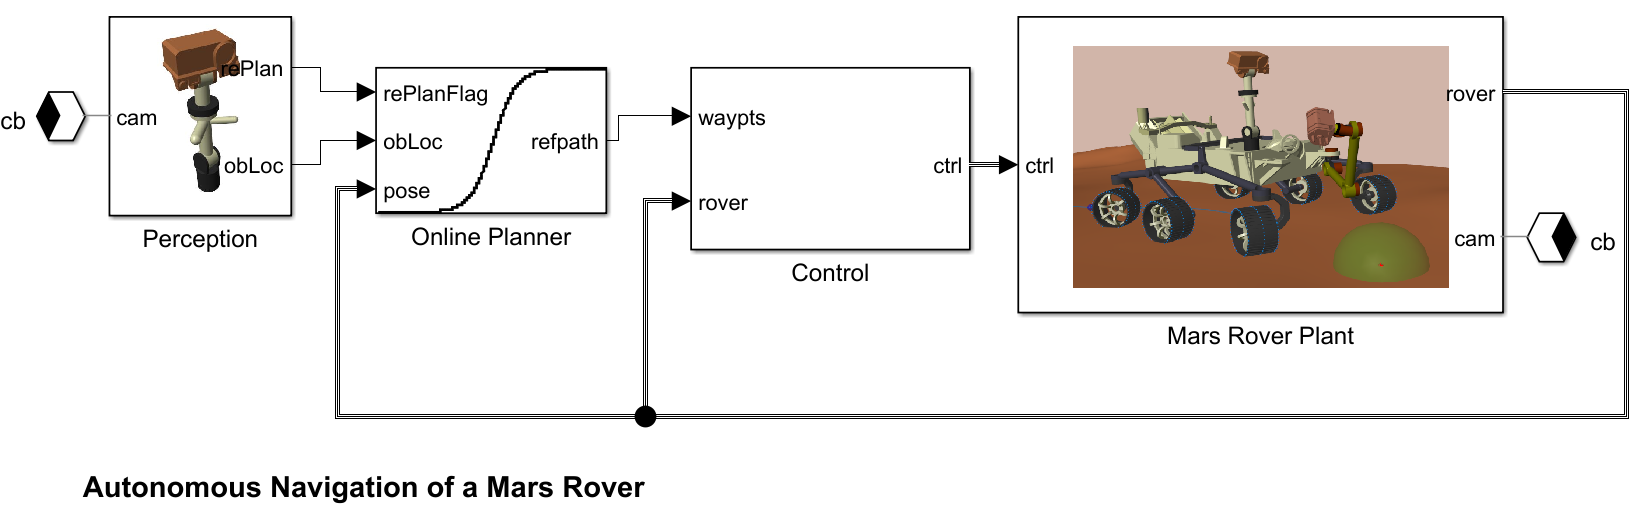 cb
cam
rePlan
obLoc
Perception
rePlanFlag
obLoc
pose
refpath
Online Planner
waypts
rover
ctrl
Control
ctrl
rover
cam
Mars Rover Plant
cb
Autonomous Navigation of a Mars Rover